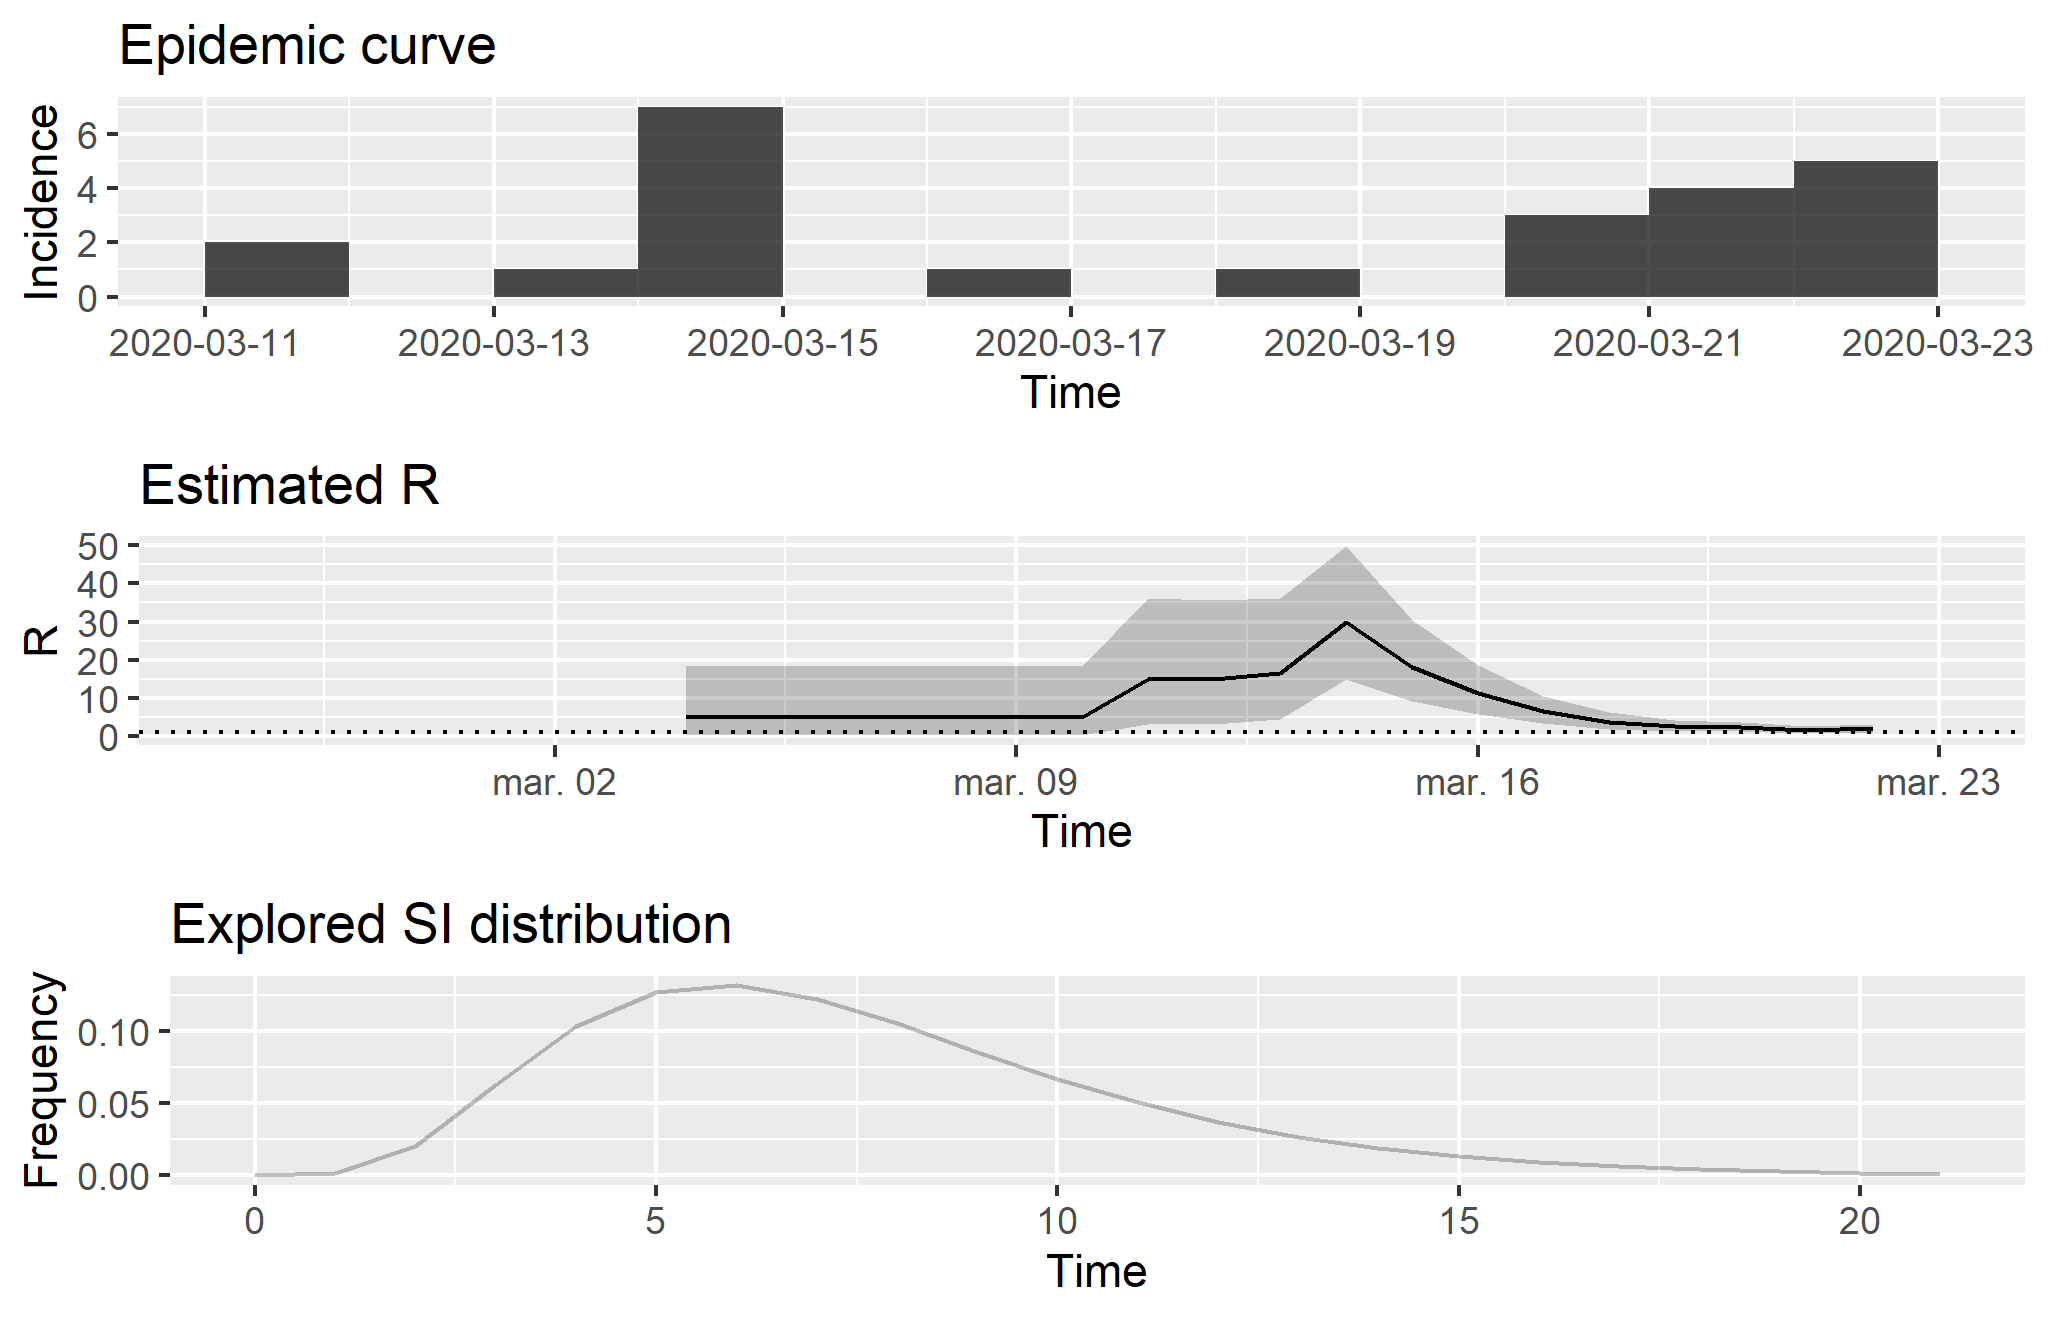 Epidemic curve
Incidence
6
4
2
0
2020-03-11 2020-03-13 2020-03-15 2020-03-17 2020-03-19 2020-03-21 2020-03-23
Time
Estimated R
R
50
40
30
20
10
0
mar. 02 mar. 09 mar. 16 mar. 23
Time
Explored SI distribution
Frequency
0.10
0.05
0.00
0 5 10 15 20
Time